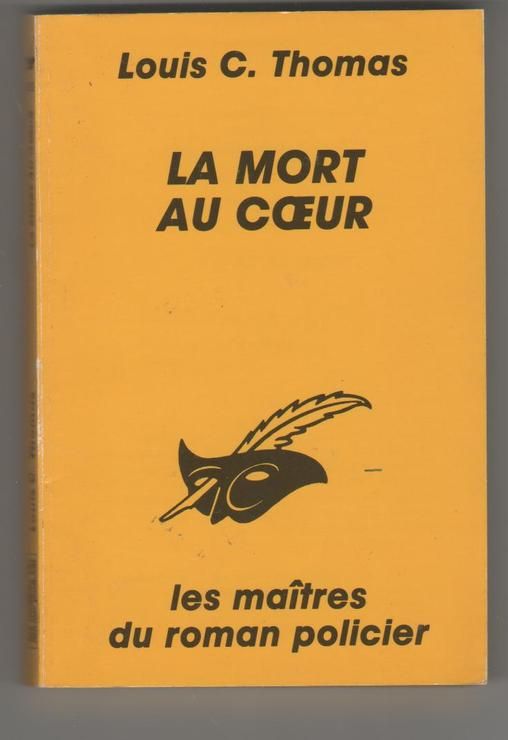 Louis C. Thomas
LA MORT
AU CŒUR
les maîtres
du roman policier